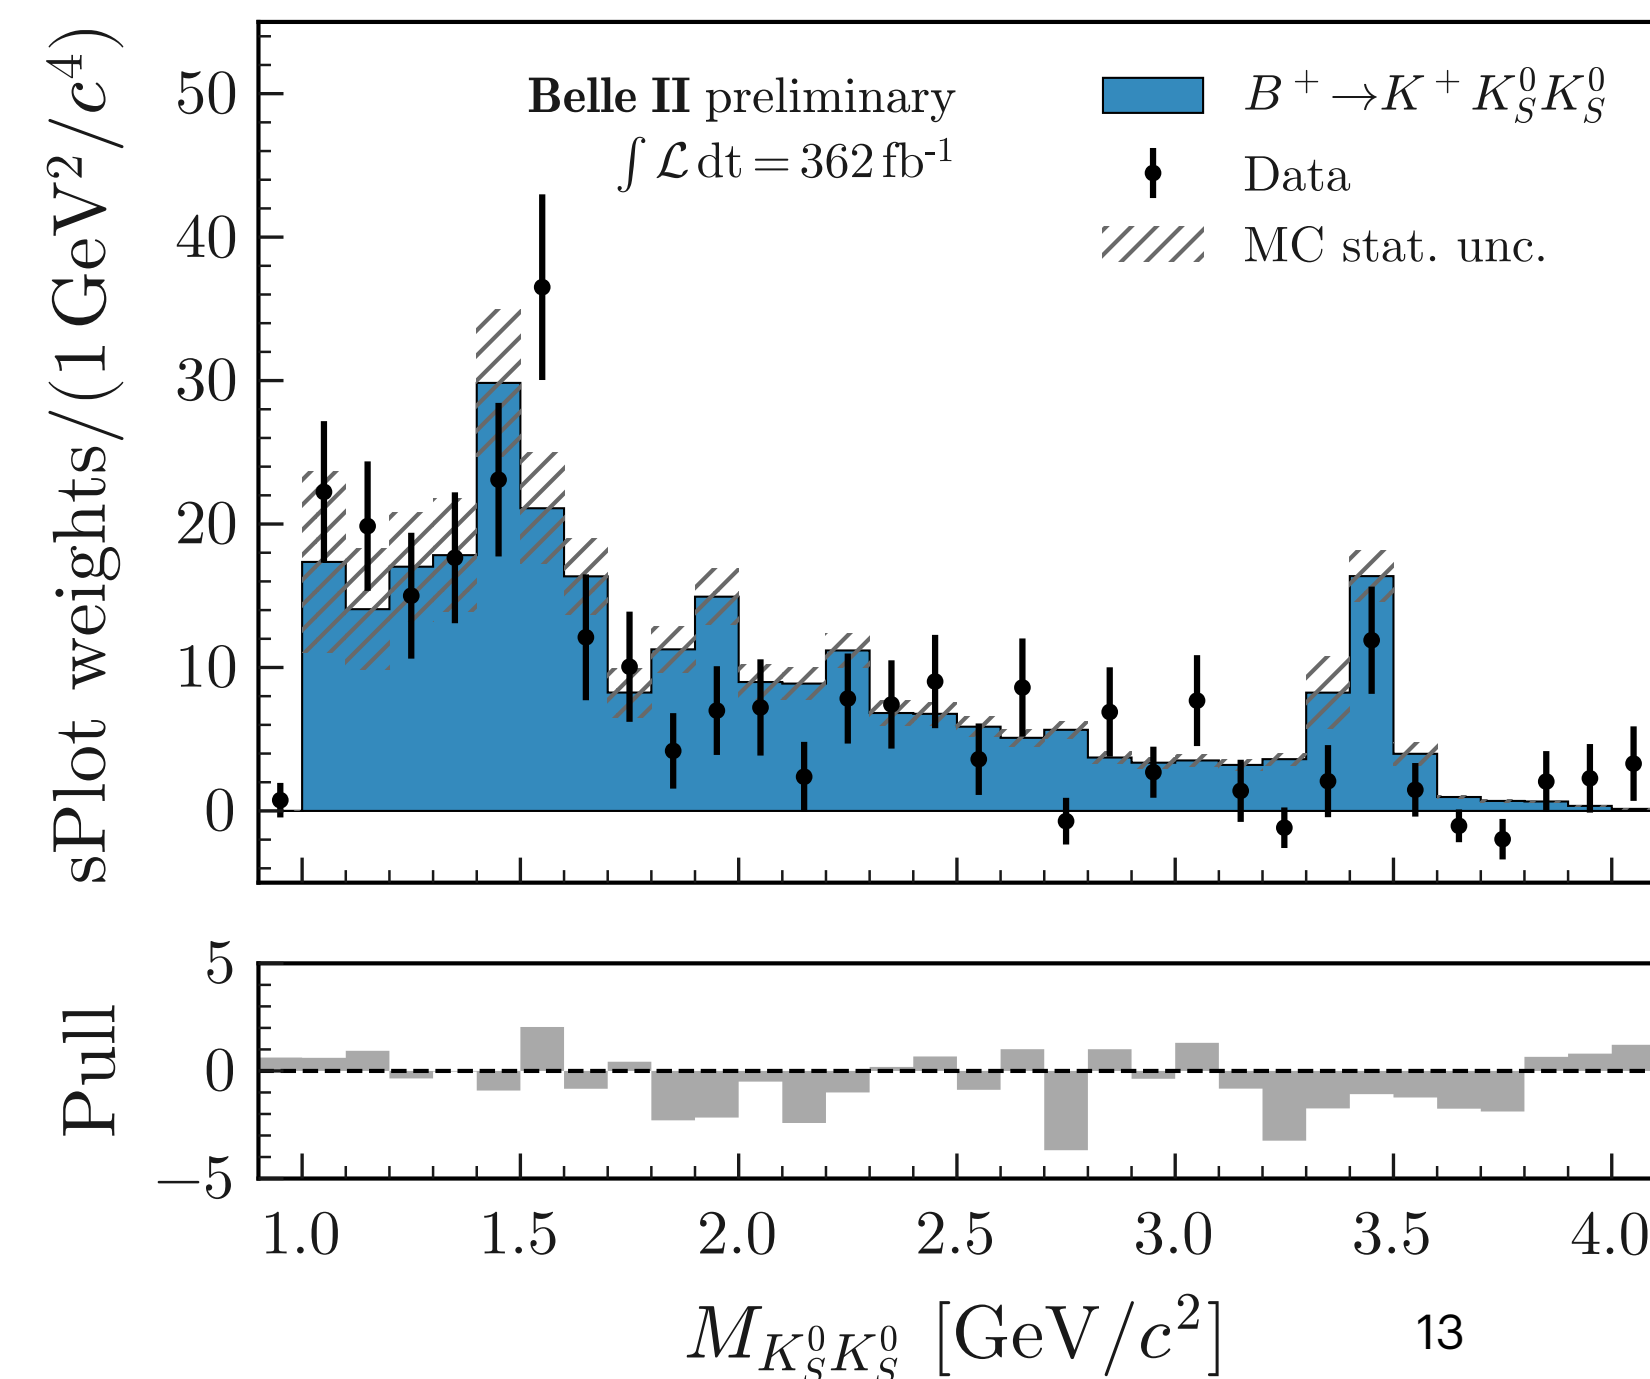 sPlot weights/(1 GeV²/c⁴)
50
40
30
20
10
0
Belle II preliminary
∫ ℒ dt = 362 fb⁻¹
B⁺→K⁺K⁰_SK⁰_S
Data
MC stat. unc.
Pull
5
0
−5
1.0 1.5 2.0 2.5 3.0 3.5 4.0
M_{K⁰_SK⁰_S} [GeV/c²]
13